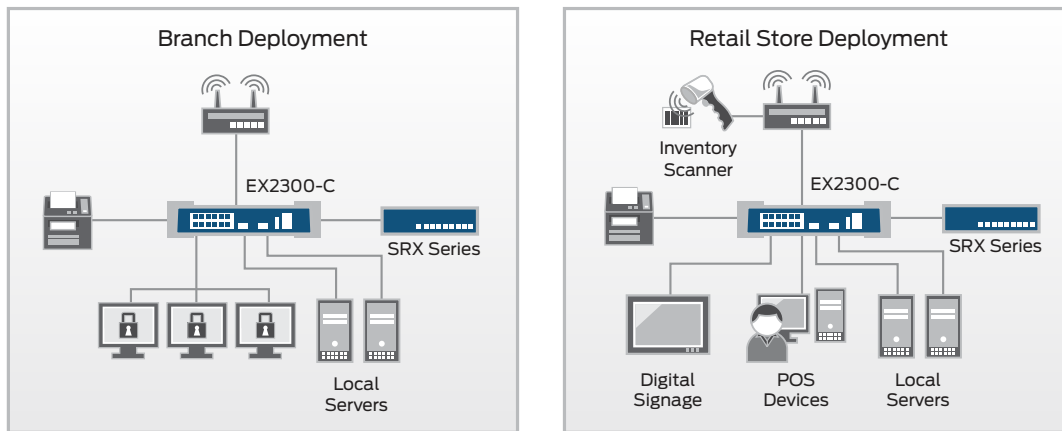 Branch Deployment
EX2300-C
SRX Series
Local
Servers
Retail Store Deployment
Inventory
Scanner
EX2300-C
SRX Series
Digital
Signage
POS
Devices
Local
Servers